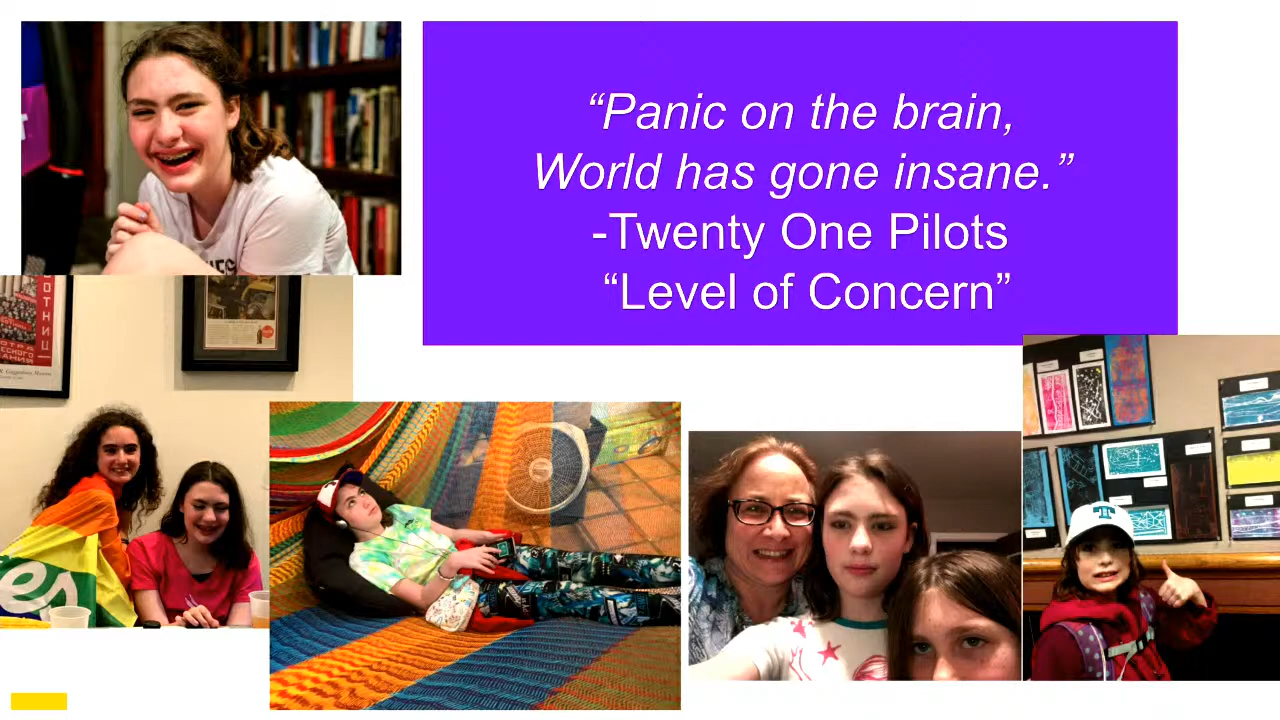 “Panic on the brain,
World has gone insane.”
-Twenty One Pilots
“Level of Concern”